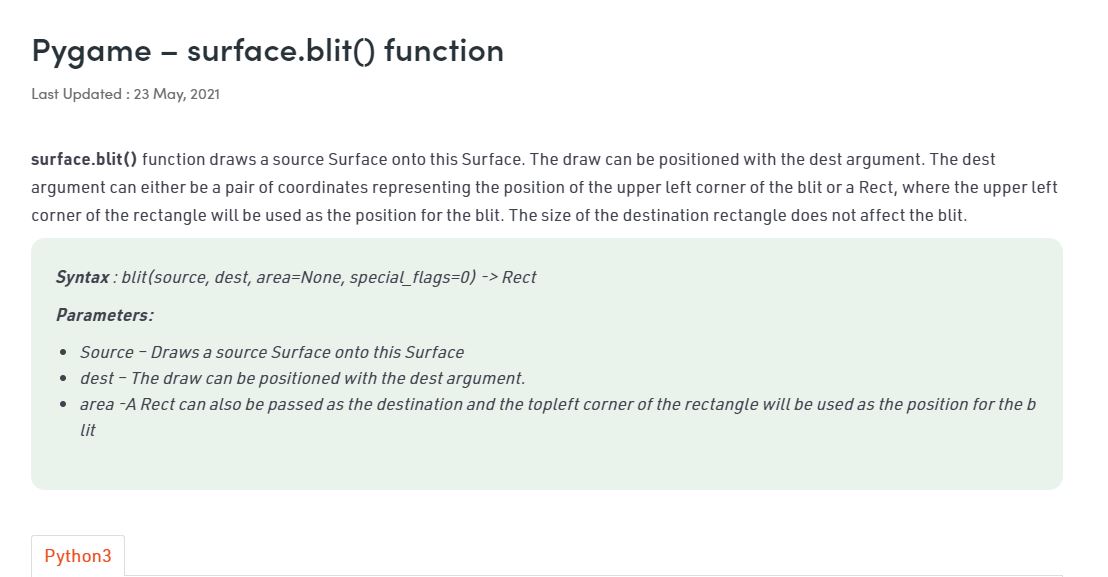 Pygame – surface.blit() function
Last Updated : 23 May, 2021
surface.blit() function draws a source Surface onto this Surface. The draw can be positioned with the dest argument. The dest
argument can either be a pair of coordinates representing the position of the upper left corner of the blit or a Rect, where the upper left
corner of the rectangle will be used as the position for the blit. The size of the destination rectangle does not affect the blit.
Syntax : blit(source, dest, area=None, special_flags=0) -> Rect
Parameters:
• Source – Draws a source Surface onto this Surface
• dest – The draw can be positioned with the dest argument.
• area -A Rect can also be passed as the destination and the topleft corner of the rectangle will be used as the position for the b
lit
Python3